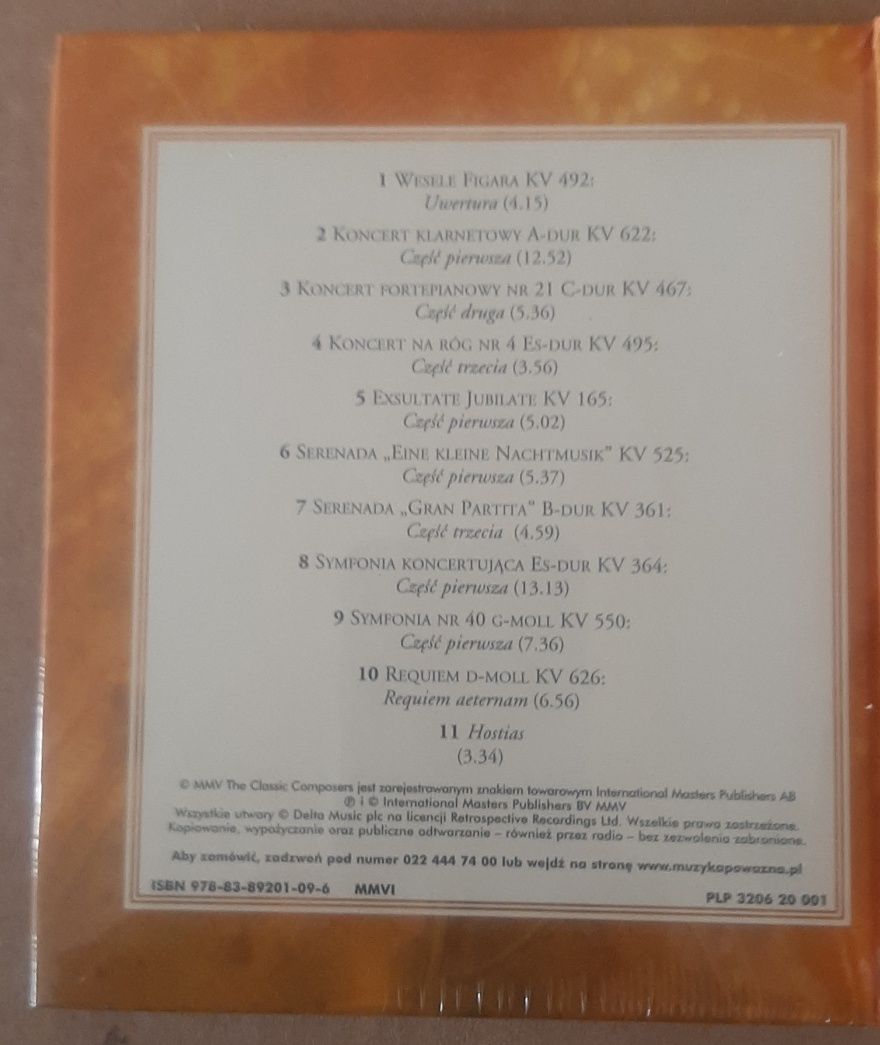 1 WESELE FIGARA KV 492:
Uwertura (4.15)
2 KONCERT KLARNETOWY A-DUR KV 622:
Część pierwsza (12.52)
3 KONCERT FORTEPIANOWY NR 21 C-DUR KV 467:
Część druga (5.36)
4 KONCERT NA RÓG NR 4 ES-DUR KV 495:
Część trzecia (3.56)
5 EXSULTATE JUBILATE KV 165:
Część pierwsza (5.02)
6 SERENADA „EINE KLEINE NACHTMUSIK” KV 525:
Część pierwsza (5.37)
7 SERENADA „GRAN PARTITA” B-DUR KV 361:
Część trzecia (4.59)
8 SYMFONIA KONCERTUJĄCA ES-DUR KV 364:
Część pierwsza (13.13)
9 SYMFONIA NR 40 G-MOLL KV 550:
Część pierwsza (7.36)
10 REQUIEM D-MOLL KV 626:
Requiem aeternam (6.56)
11 Hostias
(3.34)
© MMV The Classic Composers jest zarejestrowanym znakiem towarowym International Masters Publishers AB
℗ i © International Masters Publishers BV MMV
Wszystkie utwory © Delta Music plc na licencji Retrospective Recordings Ltd. Wszelkie prawa zastrzeżone.
Kopiowanie, wypożyczanie oraz publiczne odtwarzanie – również przez radio – bez zezwolenia zabronione.
Aby zamówić, zadzwoń pod numer 022 444 74 00 lub wejdź na stronę www.muzykapowazna.pl
ISBN 978-83-89201-09-6 MMVI
PLP 3206 20 001